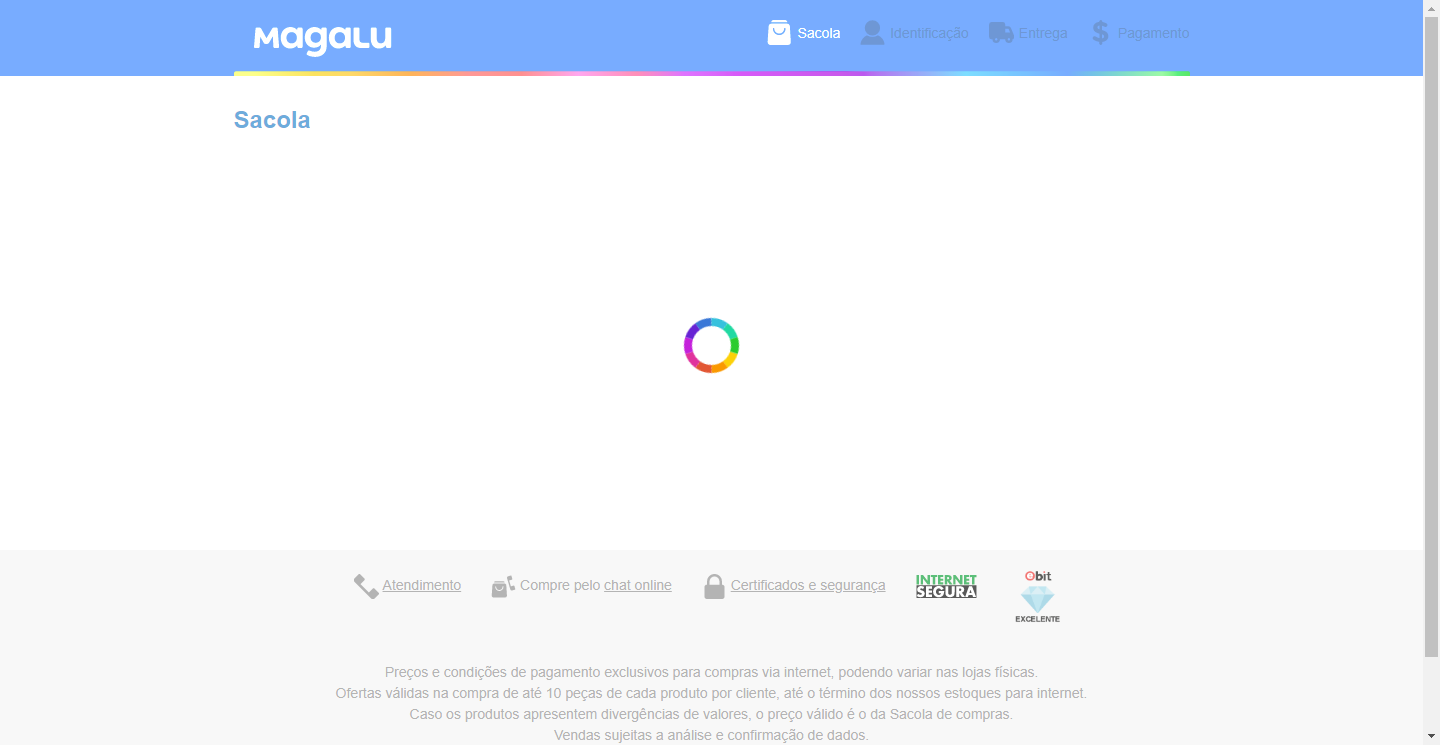 Magalu
Sacola
Identificação
Entrega
Pagamento
Sacola
Atendimento
Compre pelo chat online
Certificados e segurança
INTERNET
SEGURA
Obit
EXCELENTE
Preços e condições de pagamento exclusivos para compras via internet, podendo variar nas lojas físicas.
Ofertas válidas na compra de até 10 peças de cada produto por cliente, até o término dos nossos estoques para internet.
Caso os produtos apresentem divergências de valores, o preço válido é o da Sacola de compras.
Vendas sujeitas a análise e confirmação de dados.